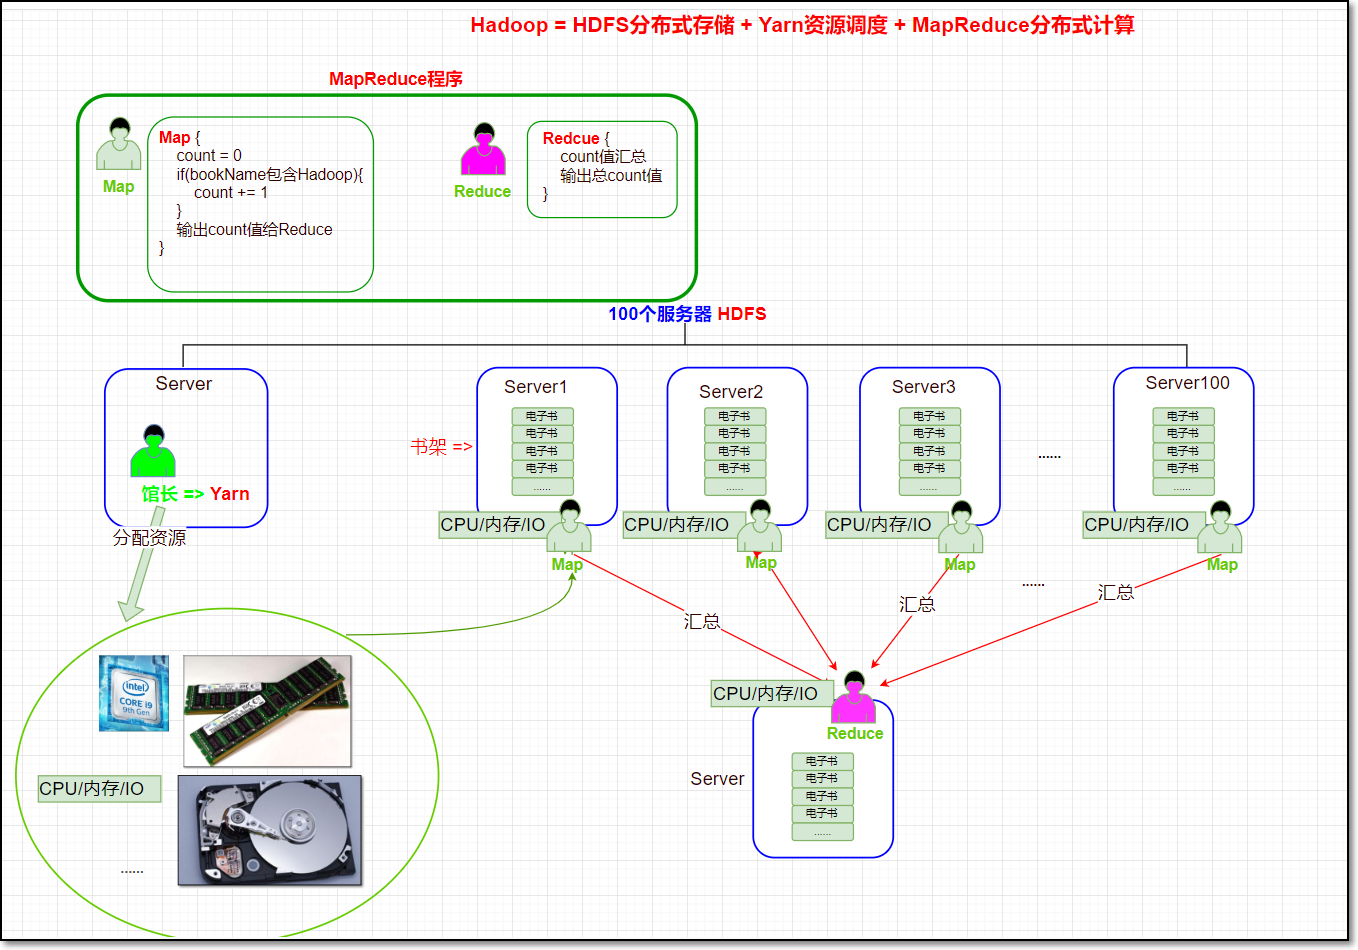 Hadoop = HDFS分布式存储 + Yarn资源调度 + MapReduce分布式计算
MapReduce程序
Map {
count = 0
if(bookName包含Hadoop){
count += 1
}
输出count值给Reduce
}
Map
Redcue {
count值汇总
输出总count值
}
Reduce
100个服务器 HDFS
Server
馆长 => Yarn
分配资源
书架 =>
Server1
电子书
电子书
电子书
电子书
......
CPU/内存/IO
Map
Server2
电子书
电子书
电子书
电子书
......
CPU/内存/IO
Map
Server3
电子书
电子书
电子书
电子书
......
CPU/内存/IO
Map
......
......
Server100
电子书
电子书
电子书
电子书
......
CPU/内存/IO
Map
汇总
汇总
汇总
intel
CORE i9
9th Gen
CPU/内存/IO
......
CPU/内存/IO
Reduce
Server
电子书
电子书
电子书
电子书
......